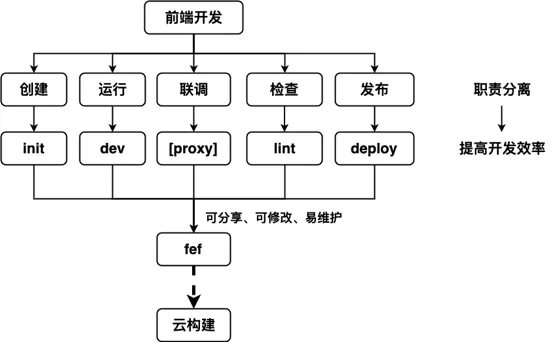 前端开发
创建 运行 联调 检查 发布 职责分离
init dev [proxy] lint deploy 提高开发效率
可分享、可修改、易维护
fef
云构建